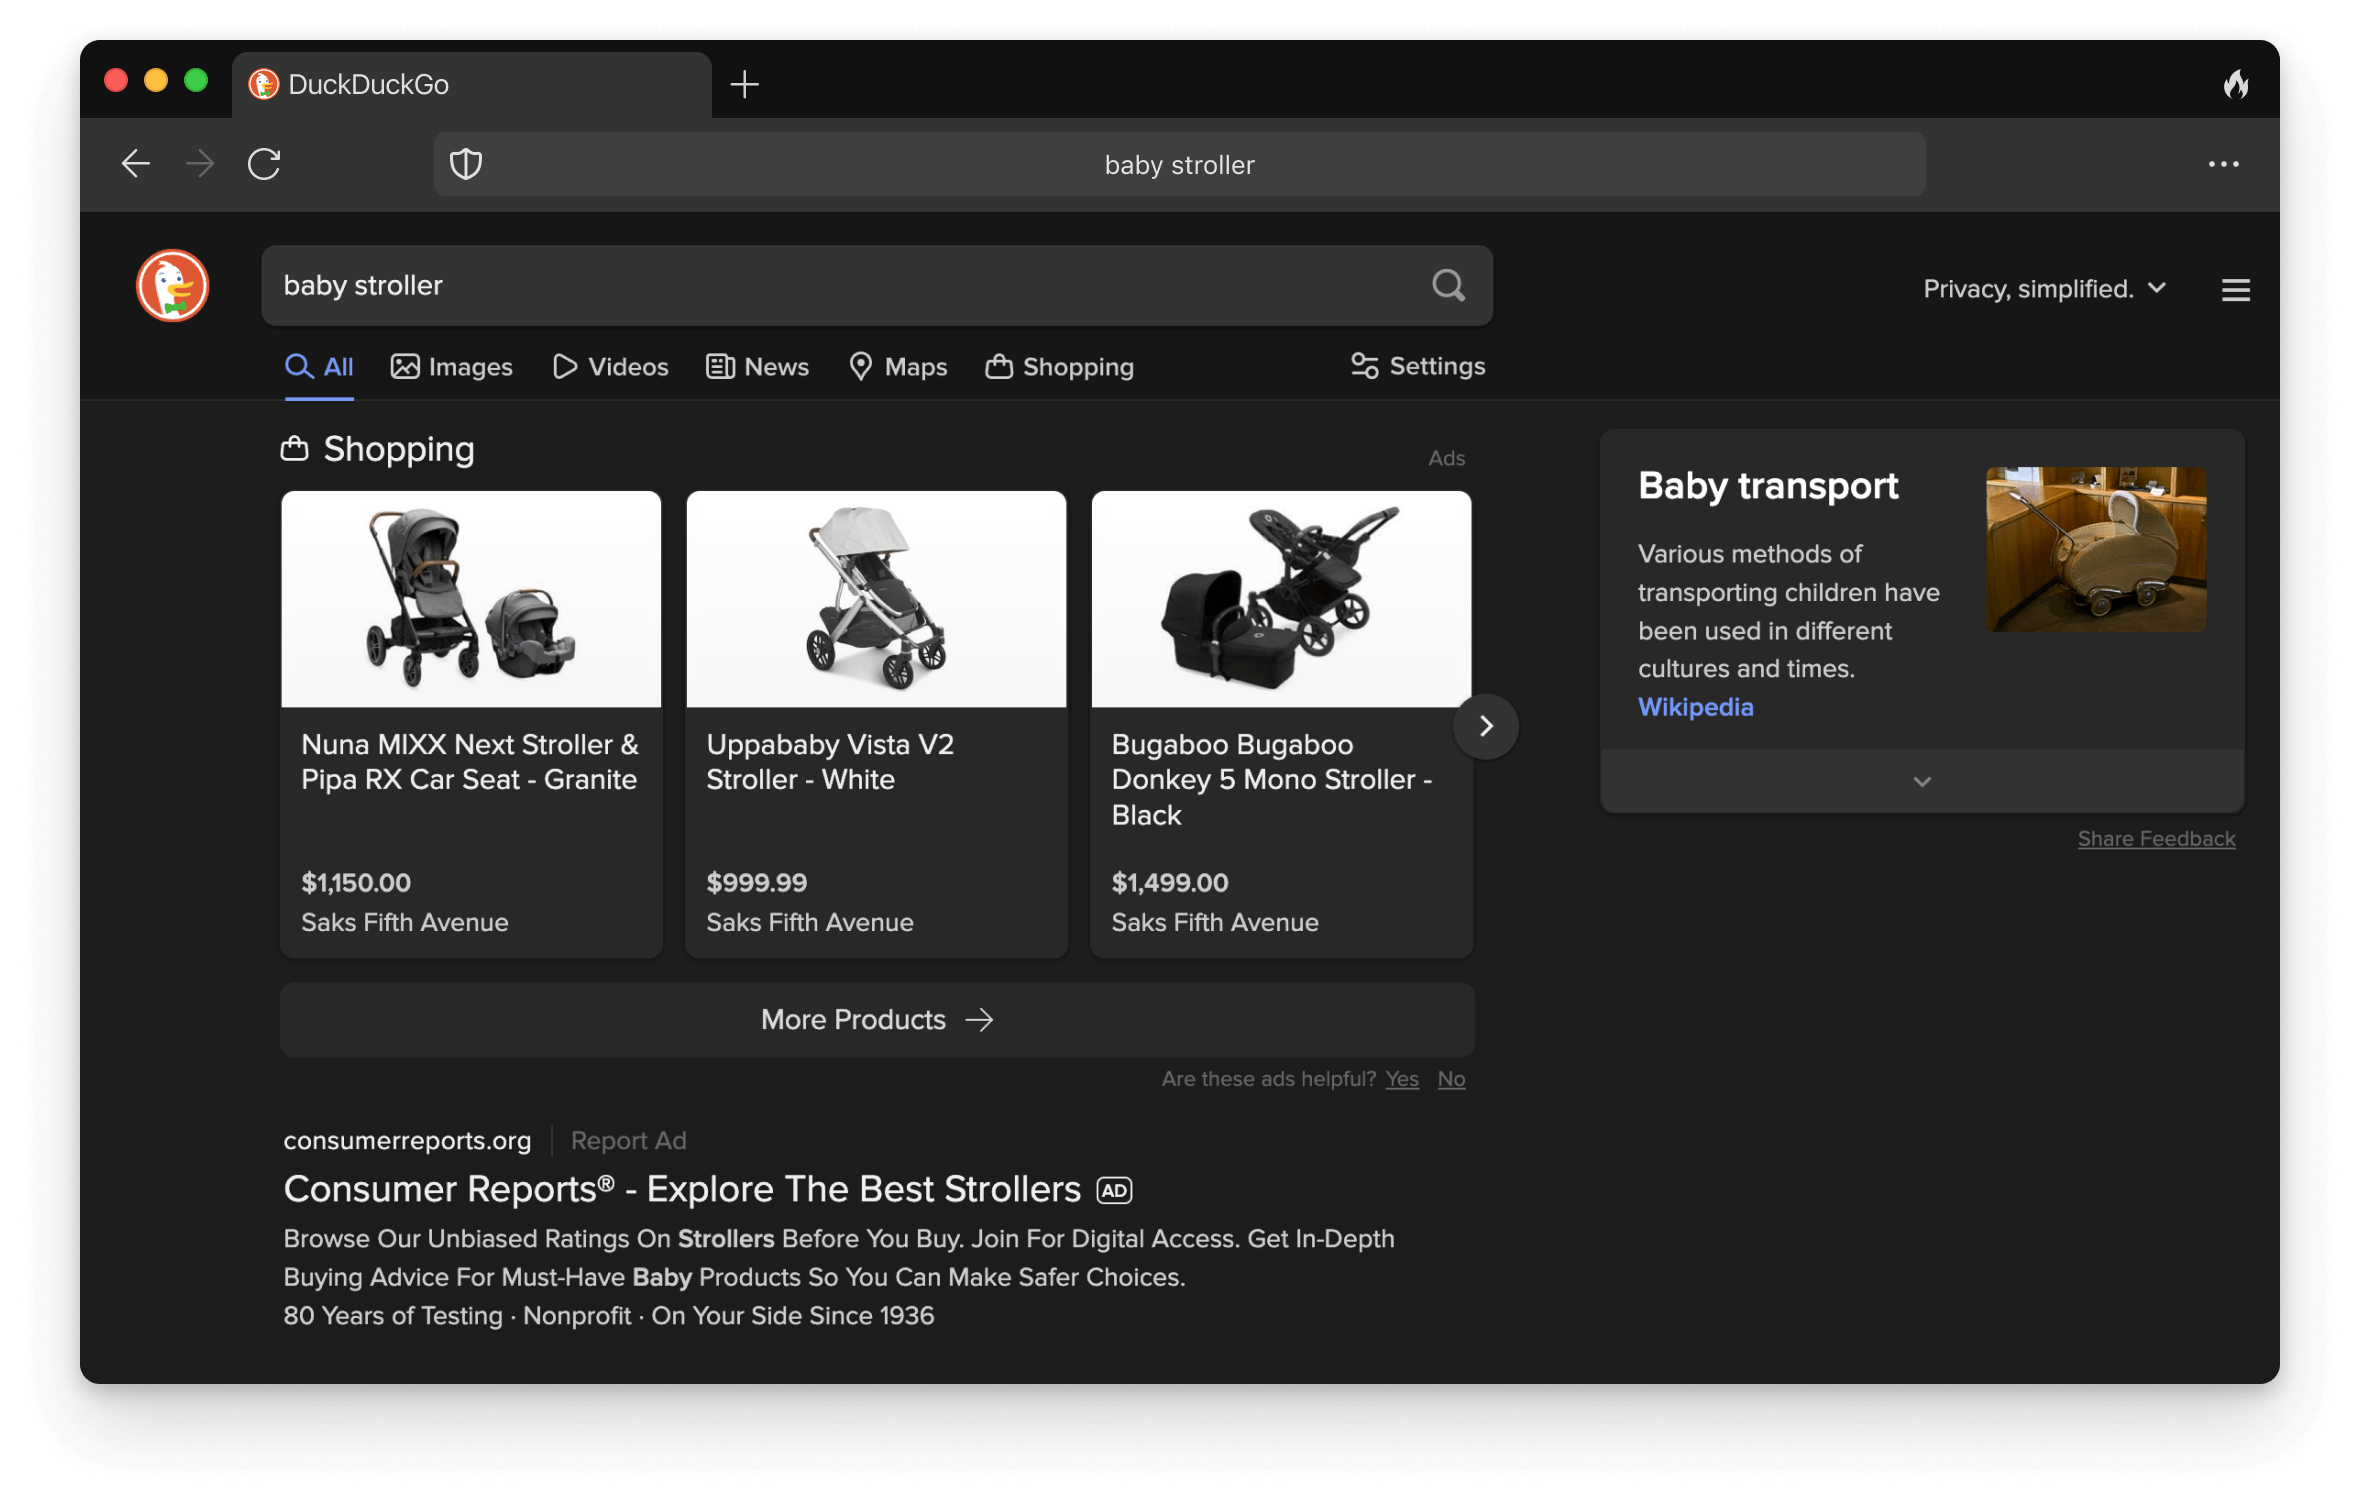 DuckDuckGo
baby stroller
baby stroller
Privacy, simplified.
All Images Videos News Maps Shopping Settings
Shopping
Ads
Nuna MIXX Next Stroller &
Pipa RX Car Seat - Granite
$1,150.00
Saks Fifth Avenue
Uppababy Vista V2
Stroller - White
$999.99
Saks Fifth Avenue
Bugaboo Bugaboo
Donkey 5 Mono Stroller -
Black
$1,499.00
Saks Fifth Avenue
More Products
Are these ads helpful? Yes No
consumerreports.org Report Ad
Consumer Reports® - Explore The Best Strollers AD
Browse Our Unbiased Ratings On Strollers Before You Buy. Join For Digital Access. Get In-Depth
Buying Advice For Must-Have Baby Products So You Can Make Safer Choices.
80 Years of Testing · Nonprofit · On Your Side Since 1936
Baby transport
Various methods of
transporting children have
been used in different
cultures and times.
Wikipedia
Share Feedback